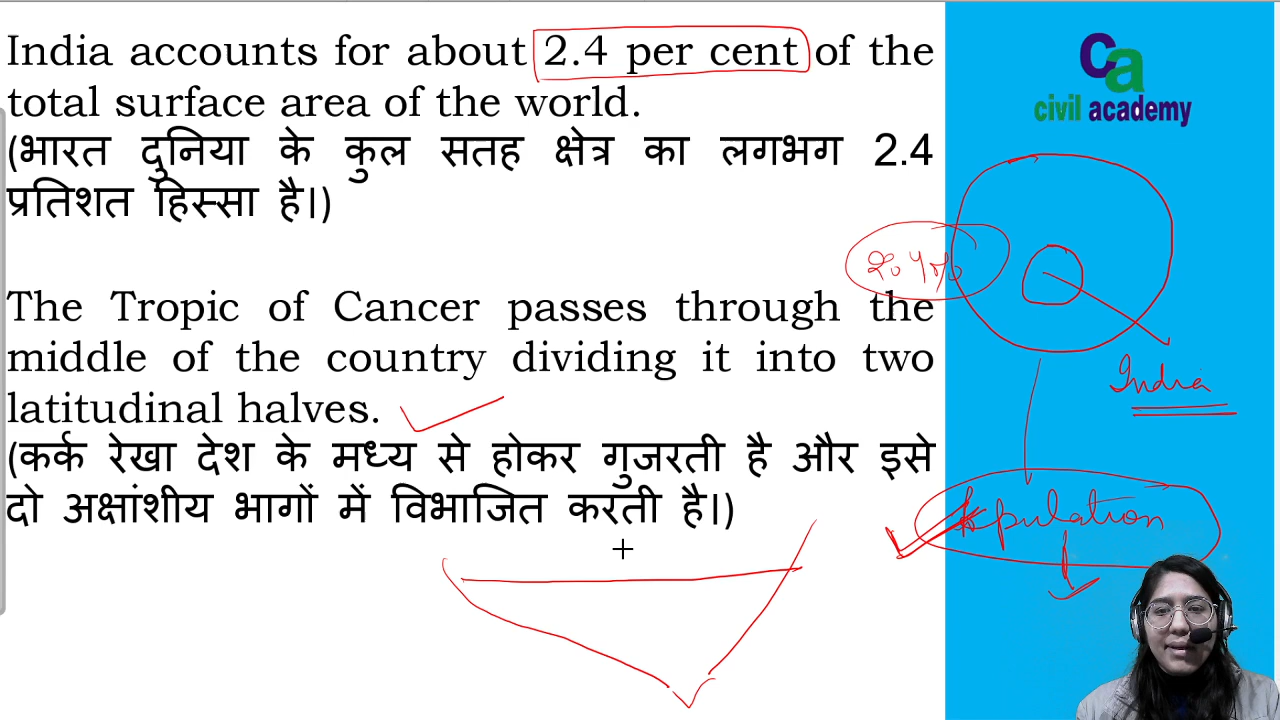 India accounts for about 2.4 per cent of the
total surface area of the world.
(भारत दुनिया के कुल सतह क्षेत्र का लगभग 2.4
प्रतिशत हिस्सा है।)
The Tropic of Cancer passes through the
middle of the country dividing it into two
latitudinal halves.
(कर्क रेखा देश के मध्य से होकर गुजरती है और इसे
दो अक्षांशीय भागों में विभाजित करती है।)
ca
civil academy
India